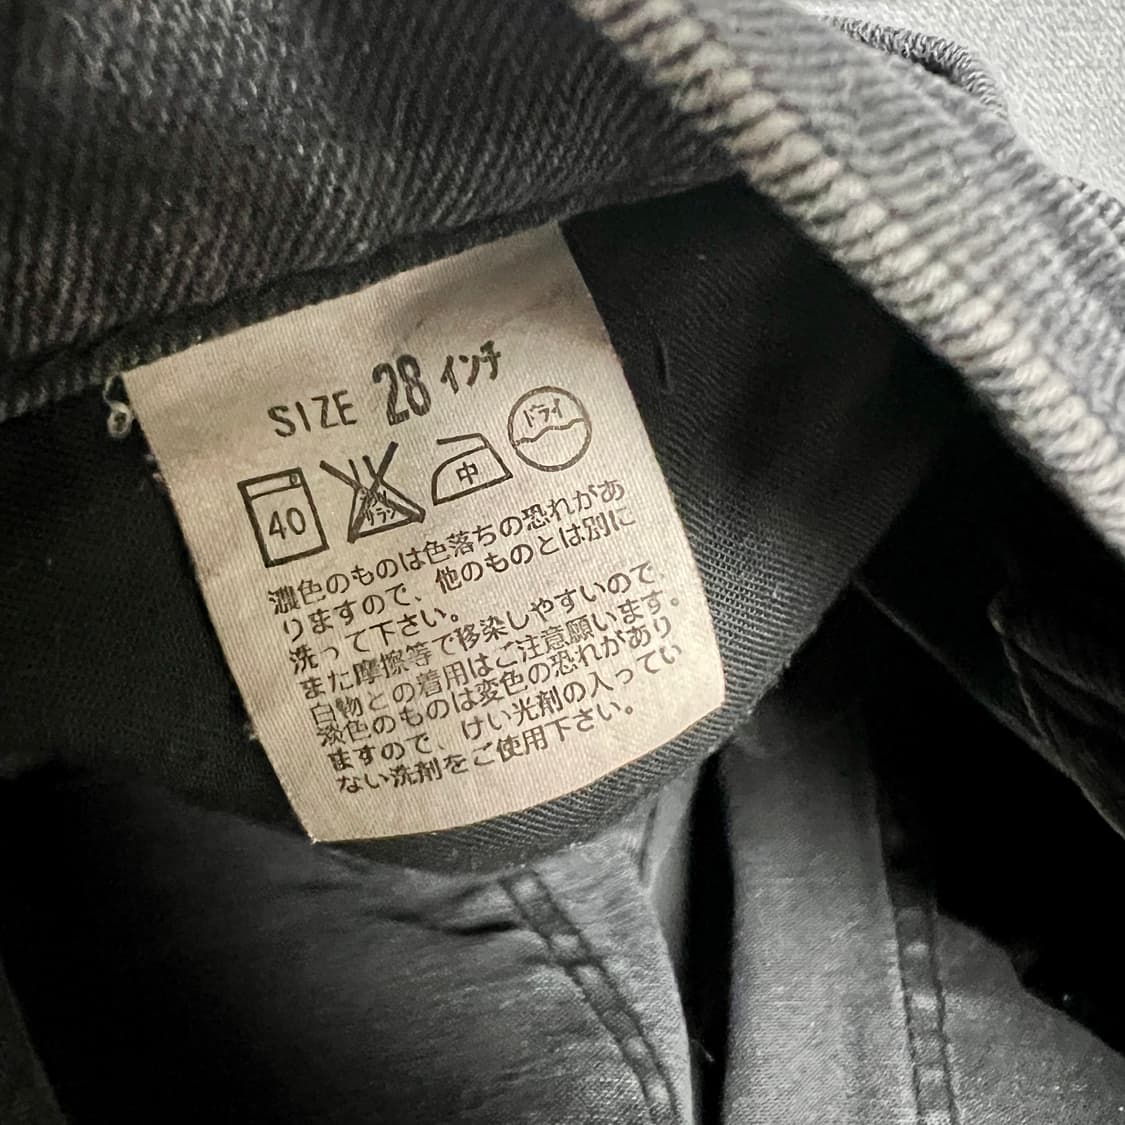 SIZE 28 インチ
40 中 ドライ
濃色のものは色落ちの恐れがあ
りますので、他のものとは別に
洗って下さい。
また摩擦等で移染しやすいので、
白物との着用はご注意願います。
淡色のものは変色の恐れがあり
ますので、けい光剤の入ってい
ない洗剤をご使用下さい。